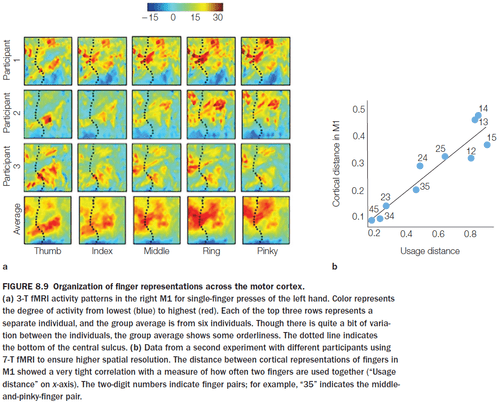 −15 0 15 30
Participant
1
Participant
2
Participant
3
Average
Thumb Index Middle Ring Pinky
a
Cortical distance in M1
0.5
0.4
0.3
0.2
0.1
0.2 0.4 0.6 0.8
Usage distance
14
13
15
12
25
24
35
23
34
45
b
FIGURE 8.9 Organization of finger representations across the motor cortex.
(a) 3-T fMRI activity patterns in the right M1 for single-finger presses of the left hand. Color represents
the degree of activity from lowest (blue) to highest (red). Each of the top three rows represents a
separate individual, and the group average is from six individuals. Though there is quite a bit of varia-
tion between the individuals, the group average shows some orderliness. The dotted line indicates
the bottom of the central sulcus. (b) Data from a second experiment with different participants using
7-T fMRI to ensure higher spatial resolution. The distance between cortical representations of fingers in
M1 showed a very tight correlation with a measure of how often two fingers are used together (“Usage
distance” on x-axis). The two-digit numbers indicate finger pairs; for example, “35” indicates the middle-
and-pinky-finger pair.